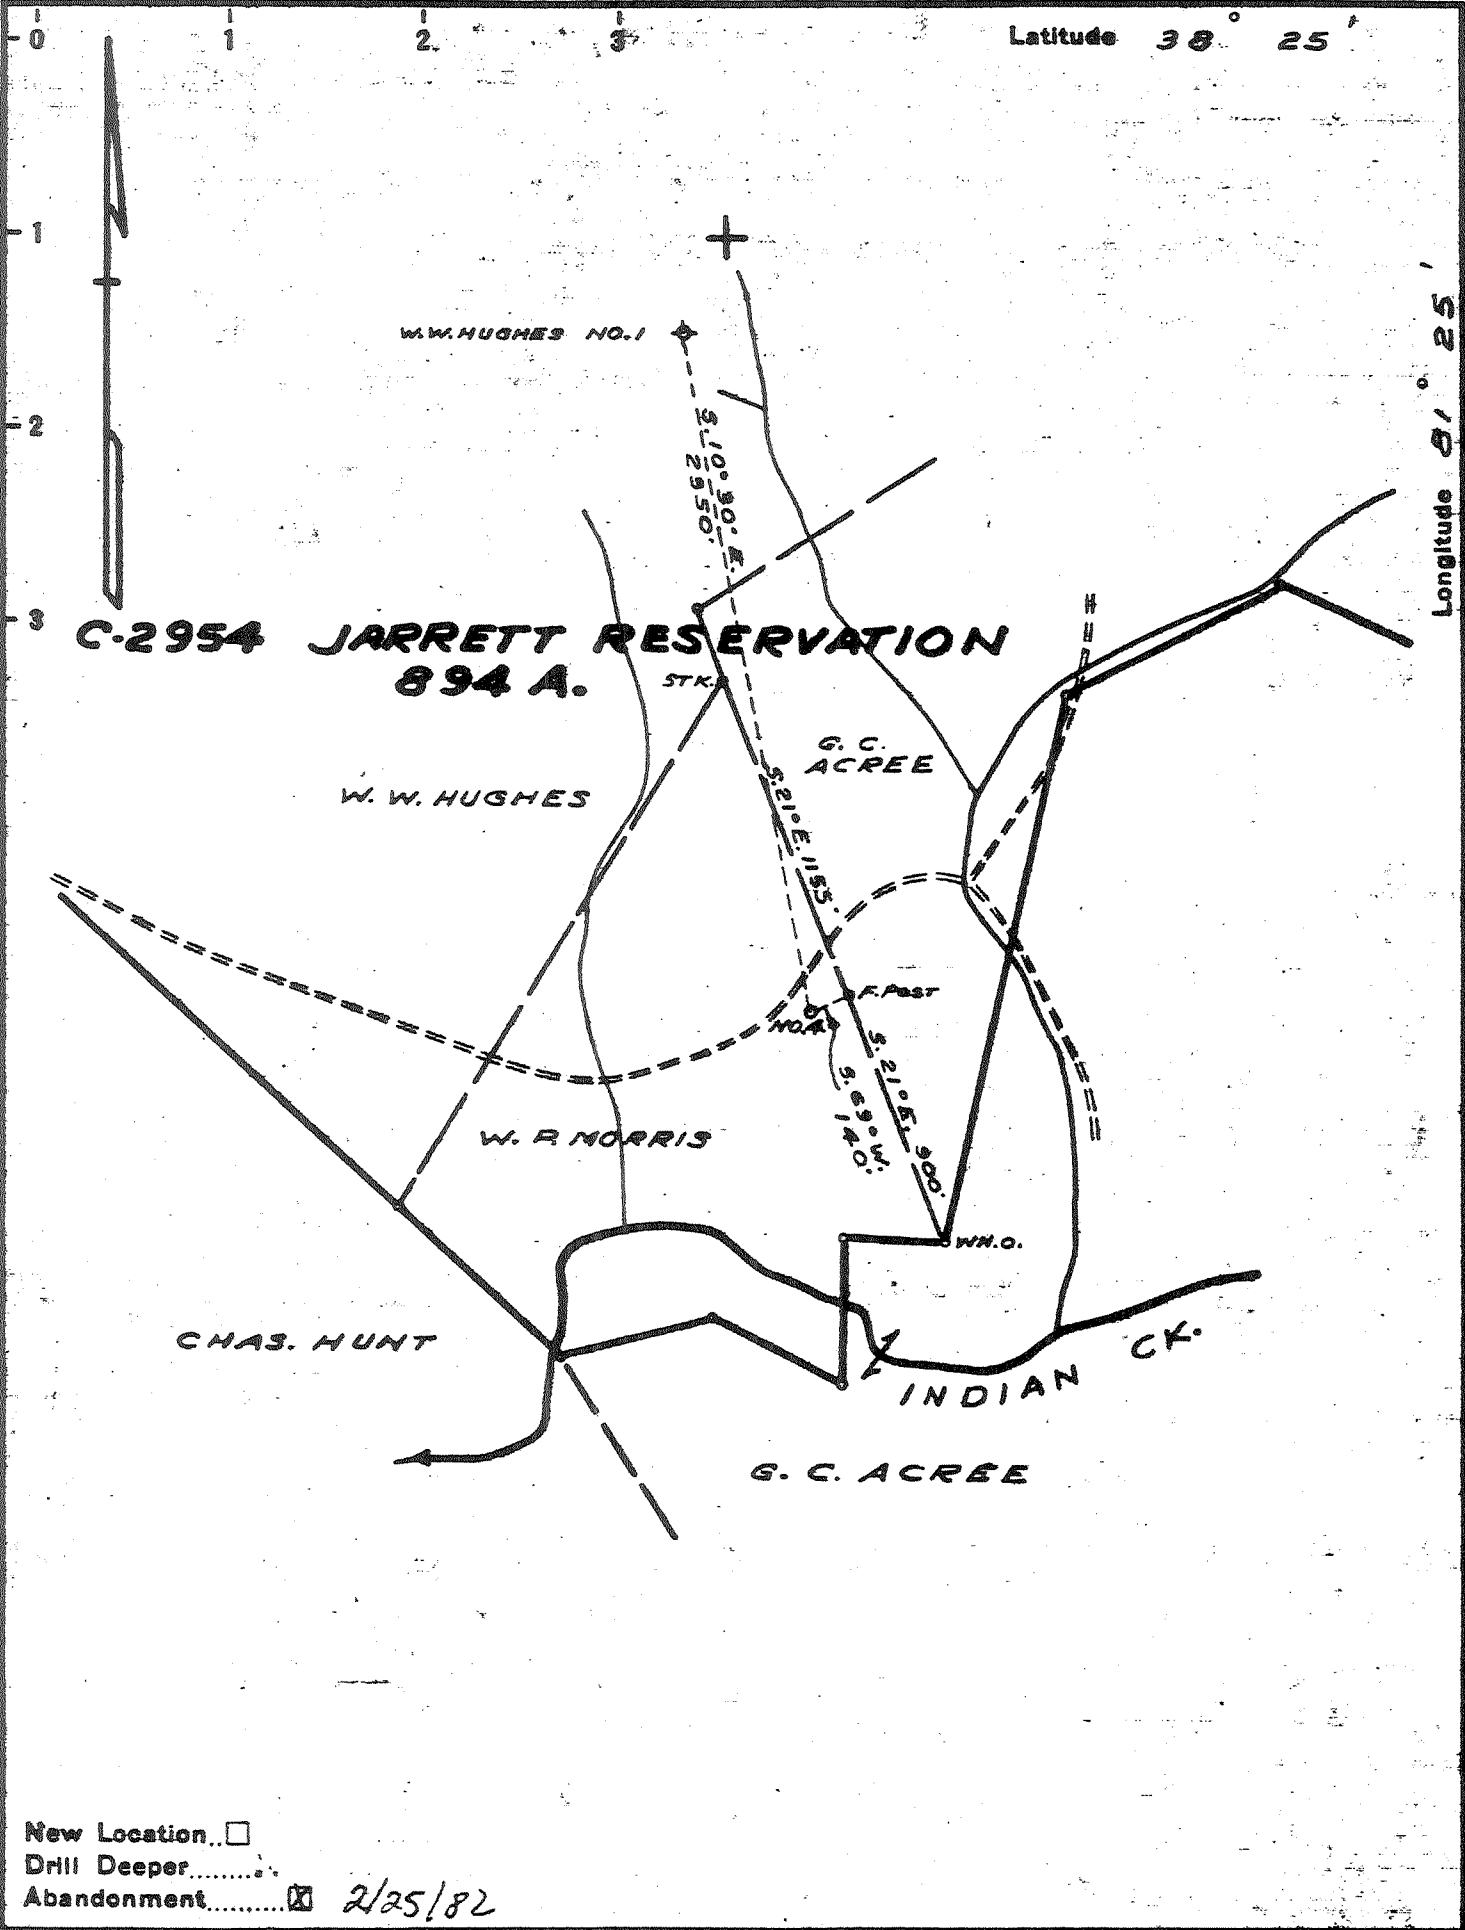 0 1 2 3
Latitude 38° 25'
1
2
3
Longitude 81° 25'
W.W. HUGHES NO. 1
S. 10° 30' E.
2950'
C-2954 JARRETT RESERVATION
894 A.
STK.
G. C.
ACREE
W. W. HUGHES
S. 21° E. 1155'
F. POST
NO. 4
S. 21° E. 900'
S. 69° W.
140'
W. P. MORRIS
WH.O.
CHAS. HUNT
INDIAN CK.
G. C. ACREE
New Location..☐
Drill Deeper........
Abandonment..........☒ 2/25/82